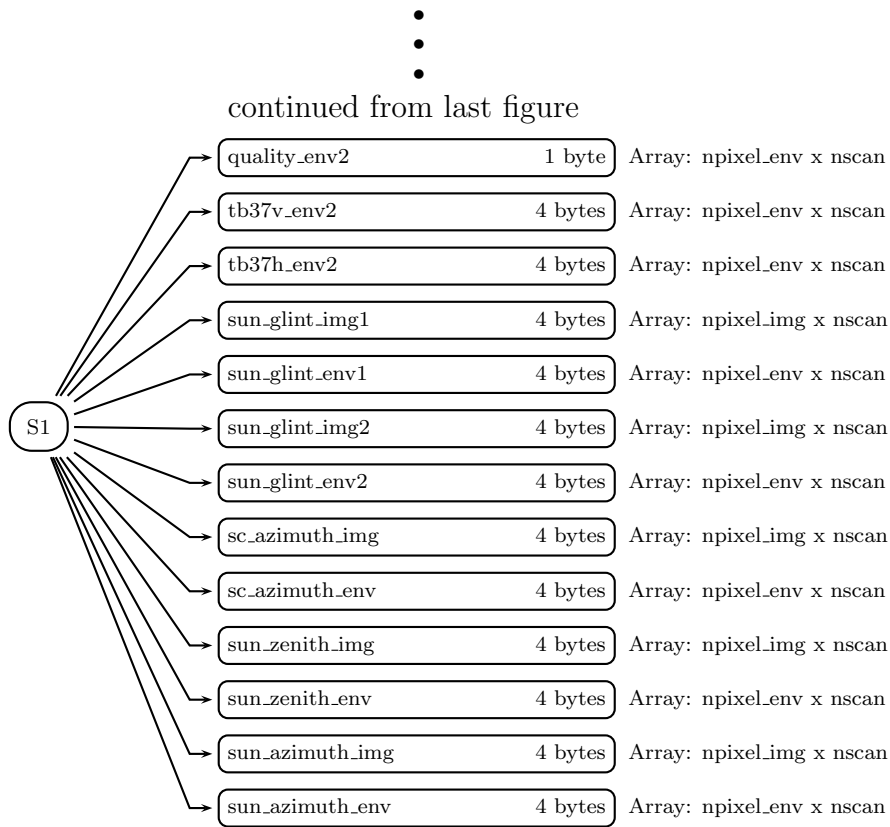 continued from last figure
quality_env2 1 byte Array: npixel_env x nscan
tb37v_env2 4 bytes Array: npixel_env x nscan
tb37h_env2 4 bytes Array: npixel_env x nscan
sun_glint_img1 4 bytes Array: npixel_img x nscan
sun_glint_env1 4 bytes Array: npixel_env x nscan
S1
sun_glint_img2 4 bytes Array: npixel_img x nscan
sun_glint_env2 4 bytes Array: npixel_env x nscan
sc_azimuth_img 4 bytes Array: npixel_img x nscan
sc_azimuth_env 4 bytes Array: npixel_env x nscan
sun_zenith_img 4 bytes Array: npixel_img x nscan
sun_zenith_env 4 bytes Array: npixel_env x nscan
sun_azimuth_img 4 bytes Array: npixel_img x nscan
sun_azimuth_env 4 bytes Array: npixel_env x nscan